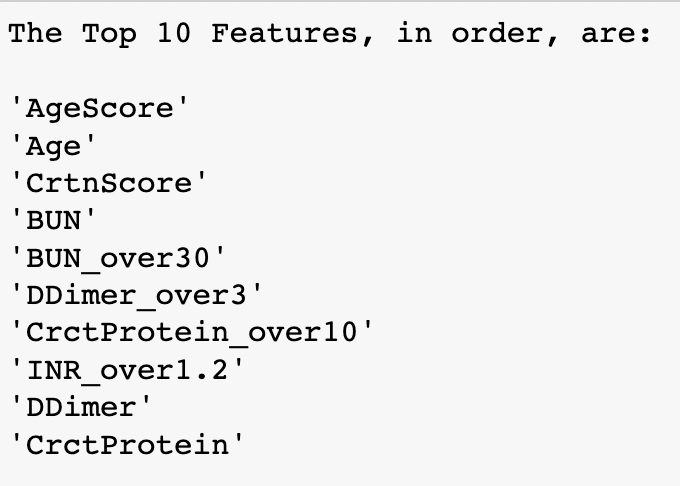 The Top 10 Features, in order, are:
'AgeScore'
'Age'
'CrtnScore'
'BUN'
'BUN_over30'
'DDimer_over3'
'CrctProtein_over10'
'INR_over1.2'
'DDimer'
'CrctProtein'